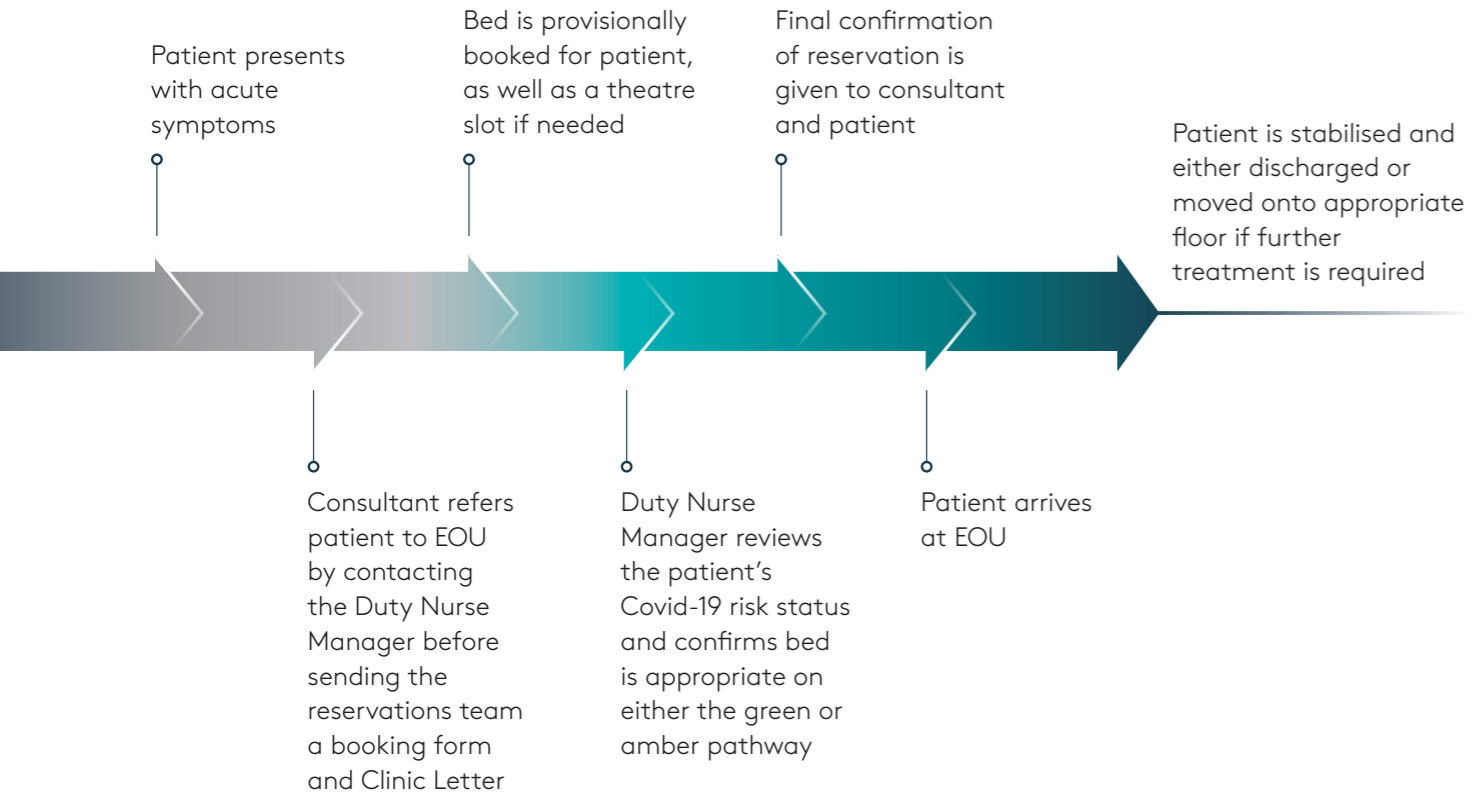 Patient presents
with acute
symptoms
Consultant refers
patient to EOU
by contacting
the Duty Nurse
Manager before
sending the
reservations team
a booking form
and Clinic Letter
Bed is provisionally
booked for patient,
as well as a theatre
slot if needed
Duty Nurse
Manager reviews
the patient’s
Covid-19 risk status
and confirms bed
is appropriate on
either the green or
amber pathway
Final confirmation
of reservation is
given to consultant
and patient
Patient arrives
at EOU
Patient is stabilised and
either discharged or
moved onto appropriate
floor if further
treatment is required